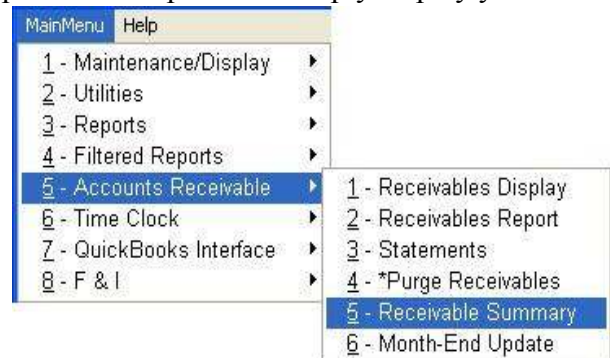 MainMenu Help
1 - Maintenance/Display
2 - Utilities
3 - Reports
4 - Filtered Reports
5 - Accounts Receivable
6 - Time Clock
7 - QuickBooks Interface
8 - F & I
1 - Receivables Display
2 - Receivables Report
3 - Statements
4 - *Purge Receivables
5 - Receivable Summary
6 - Month-End Update